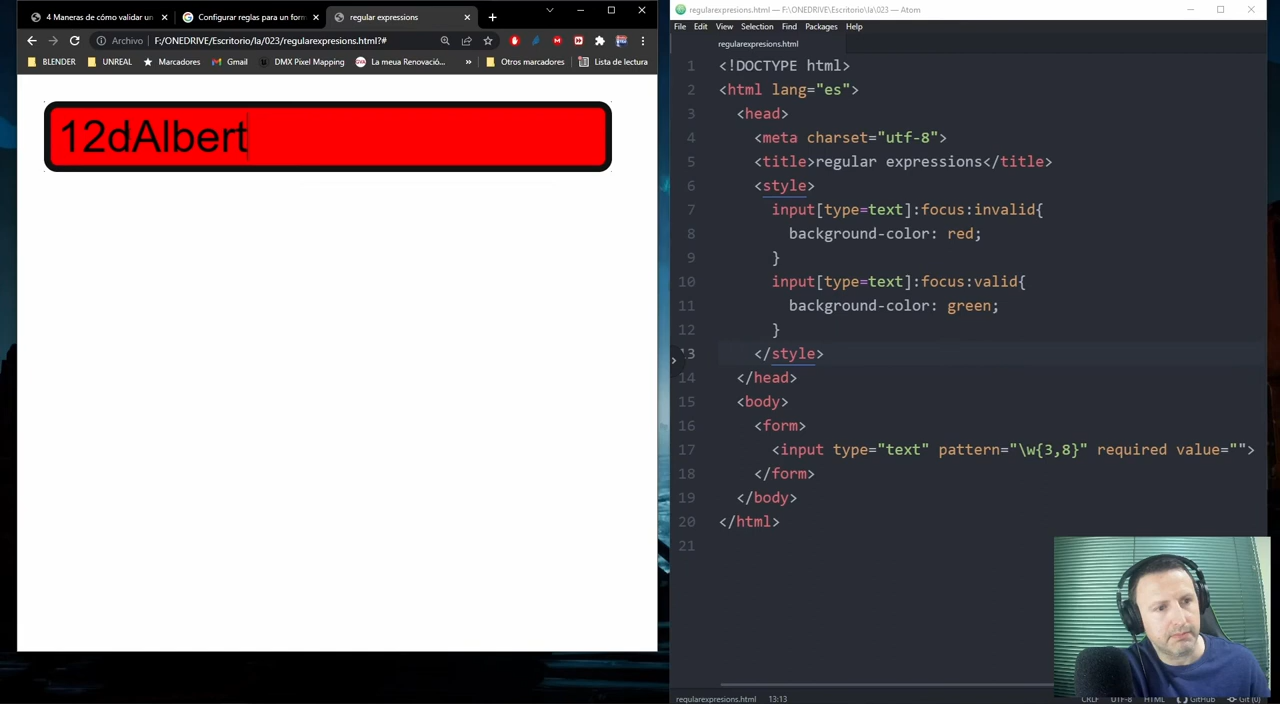 4 Maneras de cómo validar un
Configurar reglas para un form
regular expressions
Archivo
F:/ONEDRIVE/Escritorio/Ia/023/regularexpresions.html?#
BLENDER
UNREAL
Marcadores
Gmail
DMX Pixel Mapping
La meua Renovació...
»
Otros marcadores
Lista de lectura
12dAlbert
regularexpresions.html — F:\ONEDRIVE\Escritorio\Ia\023 — Atom
File Edit View Selection Find Packages Help
regularexpresions.html
1 <!DOCTYPE html>
2 <html lang="es">
3 <head>
4 <meta charset="utf-8">
5 <title>regular expressions</title>
6 <style>
7 input[type=text]:focus:invalid{
8 background-color: red;
9 }
10 input[type=text]:focus:valid{
11 background-color: green;
12 }
13 </style>
14 </head>
15 <body>
16 <form>
17 <input type="text" pattern="\w{3,8}" required value="">
18 </form>
19 </body>
20 </html>
21
regularexpresions.html 13:13
CRLF UTF-8 HTML GitHub Git (0)